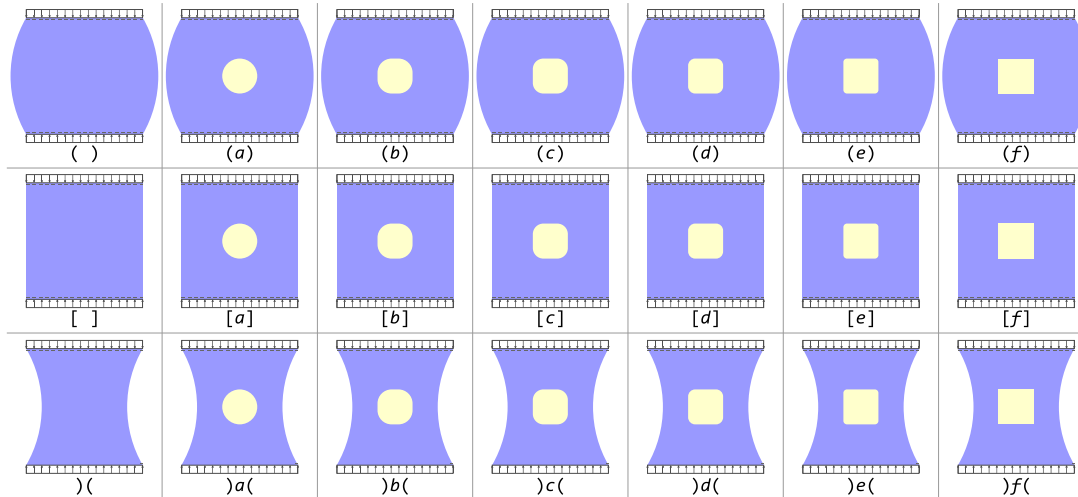 ( ) (a) (b) (c) (d) (e) (f)
[ ] [a] [b] [c] [d] [e] [f]
)( )a( )b( )c( )d( )e( )f(